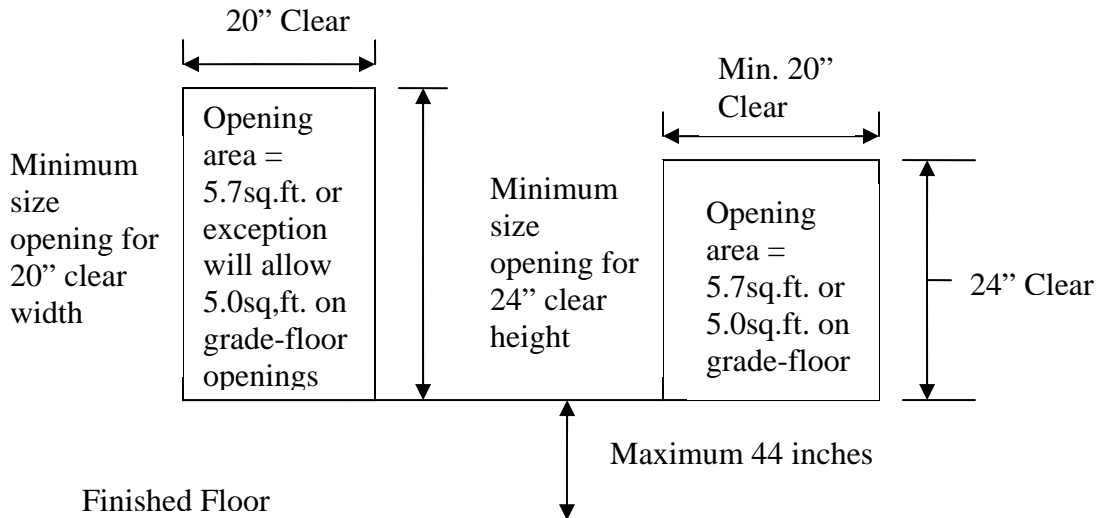 20” Clear
Minimum
size
opening for
20” clear
width
Opening
area =
5.7sq.ft. or
exception
will allow
5.0sq,ft. on
grade-floor
openings
Minimum
size
opening for
24” clear
height
Min. 20”
Clear
Opening
area =
5.7sq.ft. or
5.0sq.ft. on
grade-floor
24” Clear
Maximum 44 inches
Finished Floor